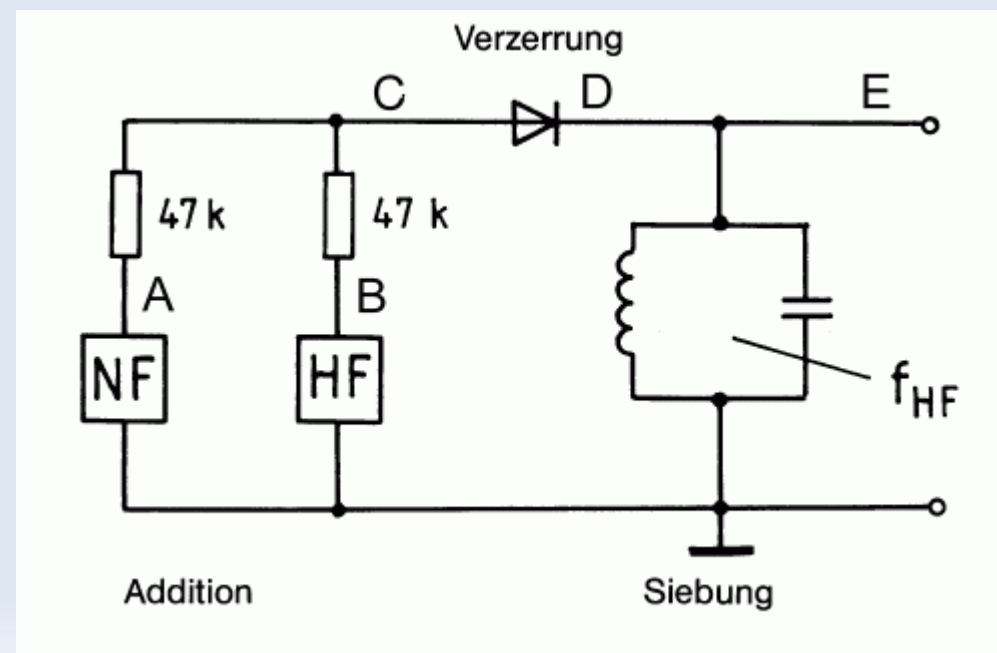 Verzerrung
C D E
47 k 47 k
A B
NF HF
fHF
Addition Siebung